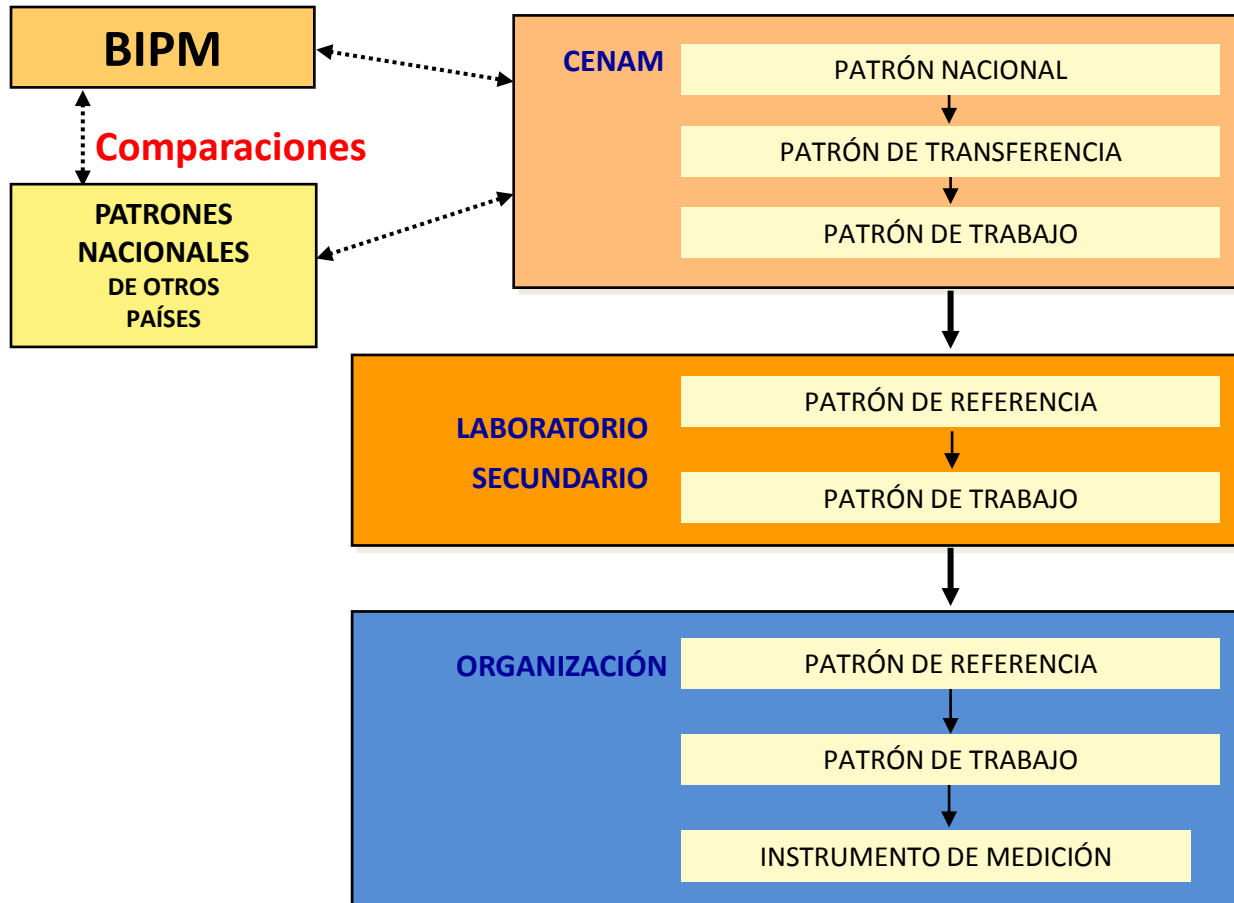 BIPM
Comparaciones
PATRONES
NACIONALES
DE OTROS
PAÍSES
CENAM
PATRÓN NACIONAL
PATRÓN DE TRANSFERENCIA
PATRÓN DE TRABAJO
LABORATORIO
SECUNDARIO
PATRÓN DE REFERENCIA
PATRÓN DE TRABAJO
ORGANIZACIÓN
PATRÓN DE REFERENCIA
PATRÓN DE TRABAJO
INSTRUMENTO DE MEDICIÓN